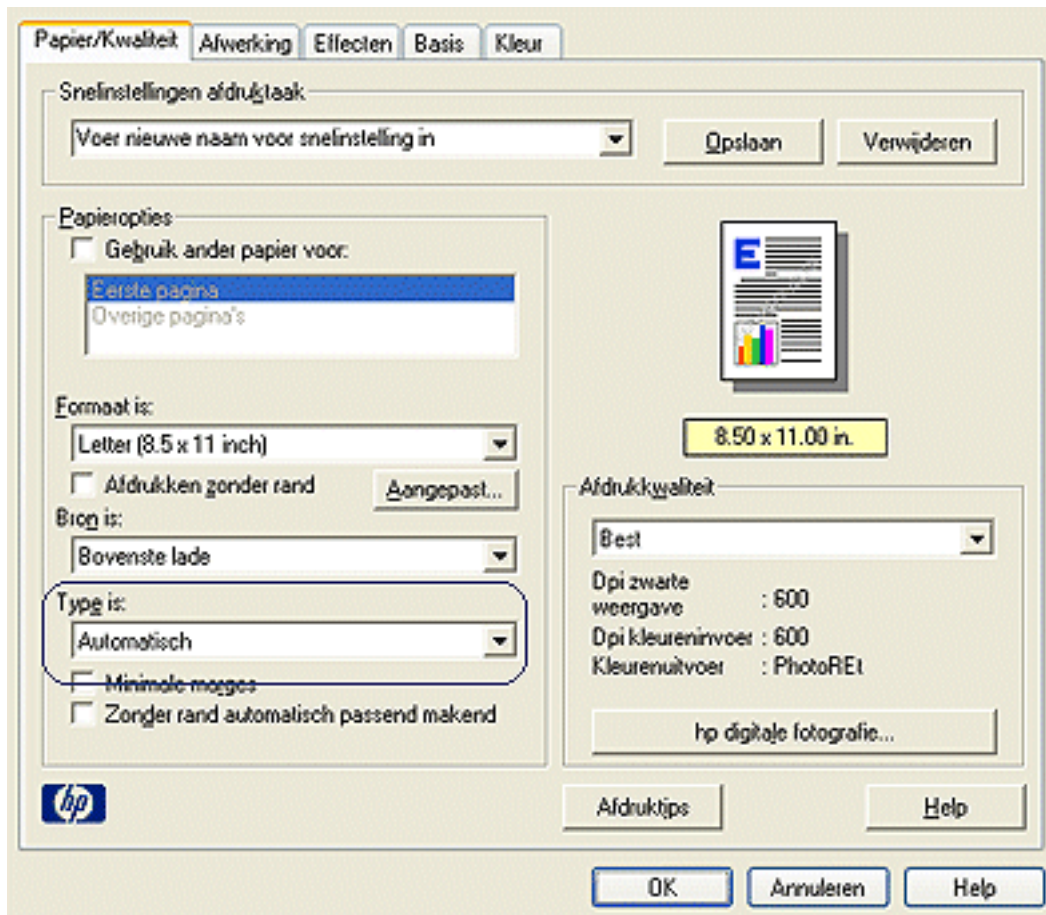 Papier/Kwaliteit Afwerking Effecten Basis Kleur
Snelinstellingen afdruktaak
Voer nieuwe naam voor snelinstelling in Opslaan Verwijderen
Papieropties
Gebruik ander papier voor:
Eerste pagina
Overige pagina's
E
Formaat is:
Letter (8.5 x 11 inch)
8.50 x 11.00 in.
Afdrukken zonder rand Aangepast...
Bron is:
Bovenste lade
Type is:
Automatisch
Minimale marges
Zonder rand automatisch passend makend
Afdrukkwaliteit
Best
Dpi zwarte
weergave : 600
Dpi kleureninvoer : 600
Kleurenuitvoer : PhotoREt
hp digitale fotografie...
hp
Afdruktips Help
OK Annuleren Help